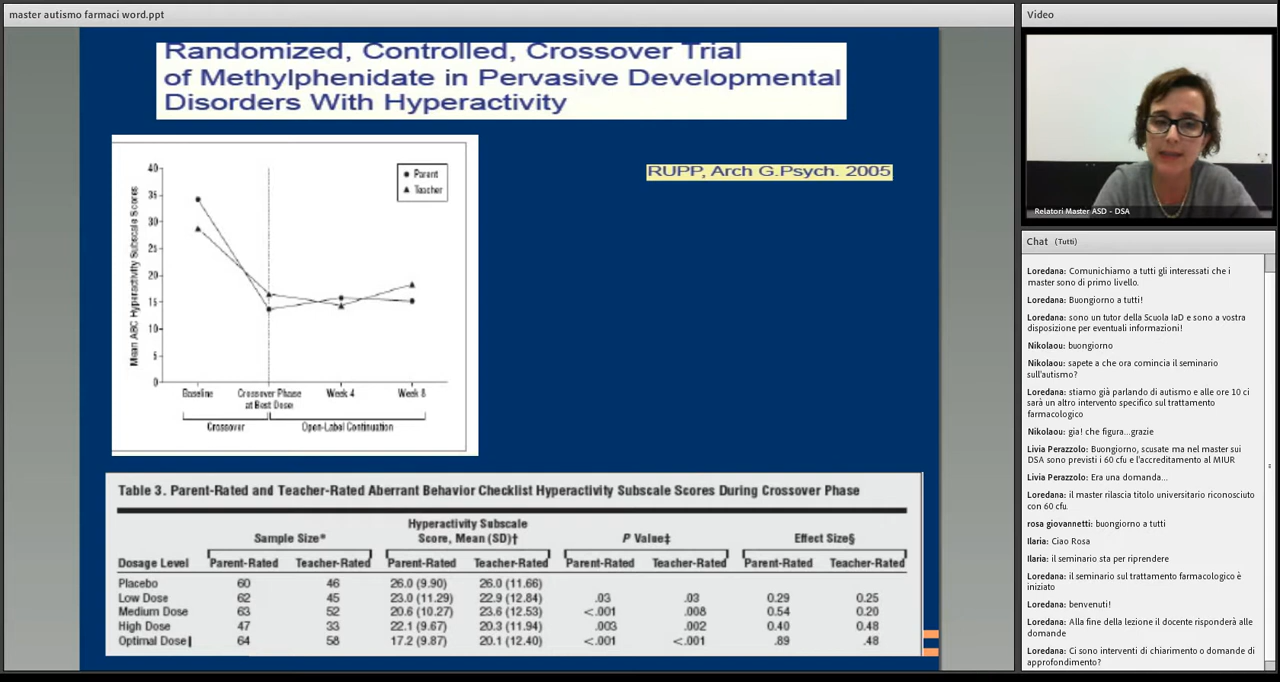 master autismo farmaci word.ppt
Randomized, Controlled, Crossover Trial
of Methylphenidate in Pervasive Developmental
Disorders With Hyperactivity
RUPP, Arch G.Psych. 2005
Mean ABC Hyperactivity Subscale Scores
40
35
30
25
20
15
10
5
0
Parent
Teacher
Baseline Crossover Phase Week 4 Week 8
at Best Dose
Crossover Open-Label Continuation
Table 3. Parent-Rated and Teacher-Rated Aberrant Behavior Checklist Hyperactivity Subscale Scores During Crossover Phase
Hyperactivity Subscale
Sample Size* Score, Mean (SD)† P Value‡ Effect Size§
Dosage Level Parent-Rated Teacher-Rated Parent-Rated Teacher-Rated Parent-Rated Teacher-Rated Parent-Rated Teacher-Rated
Placebo 60 46 26.0 (9.90) 26.0 (11.66)
Low Dose 62 45 23.0 (11.29) 22.9 (12.84) .03 .03 0.29 0.25
Medium Dose 63 52 20.6 (10.27) 23.6 (12.53) <.001 .008 0.54 0.20
High Dose 47 33 22.1 (9.67) 20.3 (11.94) .003 .002 0.40 0.48
Optimal Dose|| 64 58 17.2 (9.87) 20.1 (12.40) <.001 <.001 .89 .48
Video
Relatori Master ASD - DSA
Chat (Tutti)
Loredana: Comunichiamo a tutti gli interessati che i
master sono di primo livello.
Loredana: Buongiorno a tutti!
Loredana: sono un tutor della Scuola IaD e sono a vostra
disposizione per eventuali informazioni!
Nikolaou: buongiorno
Nikolaou: sapete a che ora comincia il seminario
sull'autismo?
Loredana: stiamo già parlando di autismo e alle ore 10 ci
sarà un altro intervento specifico sul trattamento
farmacologico
Nikolaou: gia! che figura...grazie
Livia Perazzolo: Buongiorno, scusate ma nel master sui
DSA sono previsti i 60 cfu e l'accreditamento al MIUR
Livia Perazzolo: Era una domanda...
Loredana: il master rilascia titolo universitario riconosciuto
con 60 cfu.
rosa giovannetti: buongiorno a tutti
Ilaria: Ciao Rosa
Ilaria: il seminario sta per riprendere
Loredana: il seminario sul trattamento farmacologico è
iniziato
Loredana: benvenuti!
Loredana: Alla fine della lezione il docente risponderà alle
domande
Loredana: Ci sono interventi di chiarimento o domande di
approfondimento?